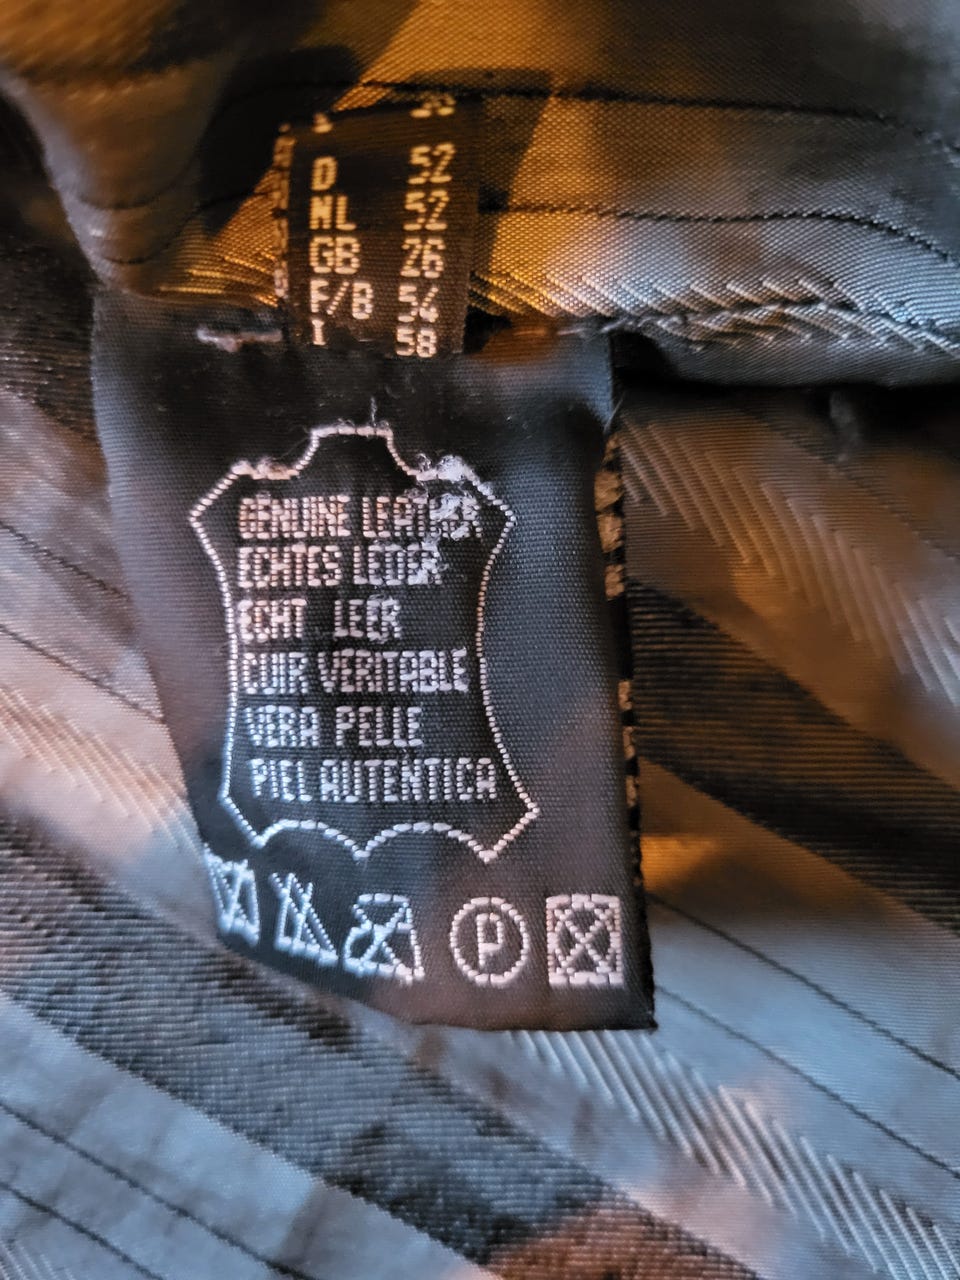 D 52
NL 52
GB 26
F/B 54
I 58
GENUINE LEATHER
ECHTES LEDER
ECHT LEER
CUIR VERITABLE
VERA PELLE
PIEL AUTENTICA
P